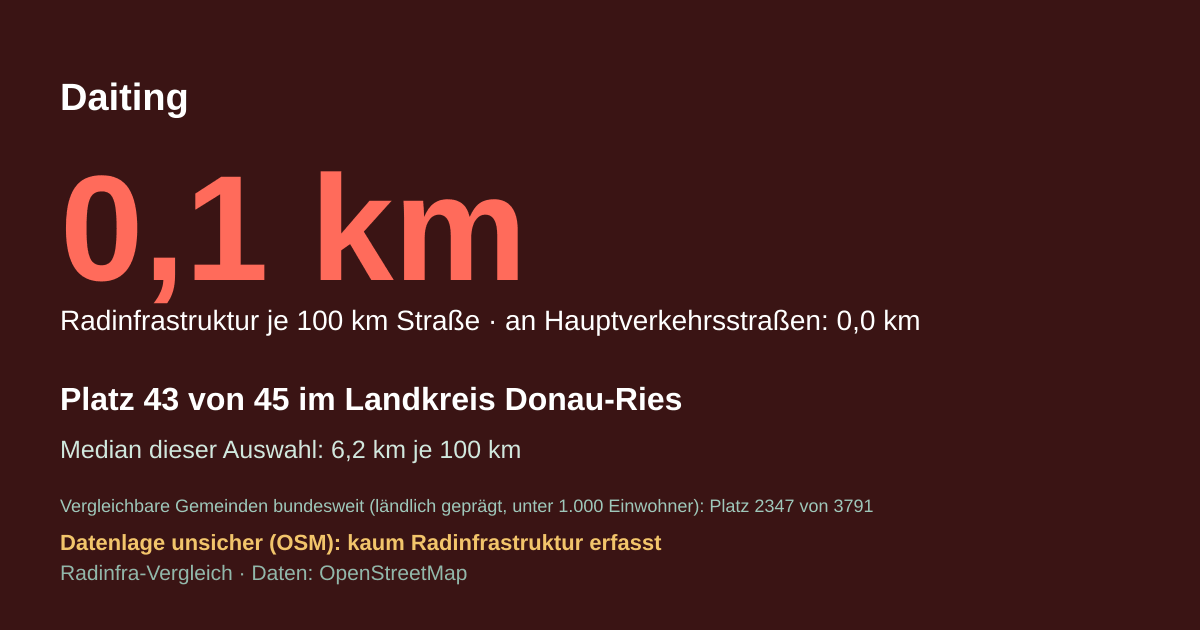 Daiting
0,1 km
Radinfrastruktur je 100 km Straße · an Hauptverkehrsstraßen: 0,0 km
Platz 43 von 45 im Landkreis Donau-Ries
Median dieser Auswahl: 6,2 km je 100 km
Vergleichbare Gemeinden bundesweit (ländlich geprägt, unter 1.000 Einwohner): Platz 2347 von 3791
Datenlage unsicher (OSM): kaum Radinfrastruktur erfasst
Radinfra-Vergleich · Daten: OpenStreetMap